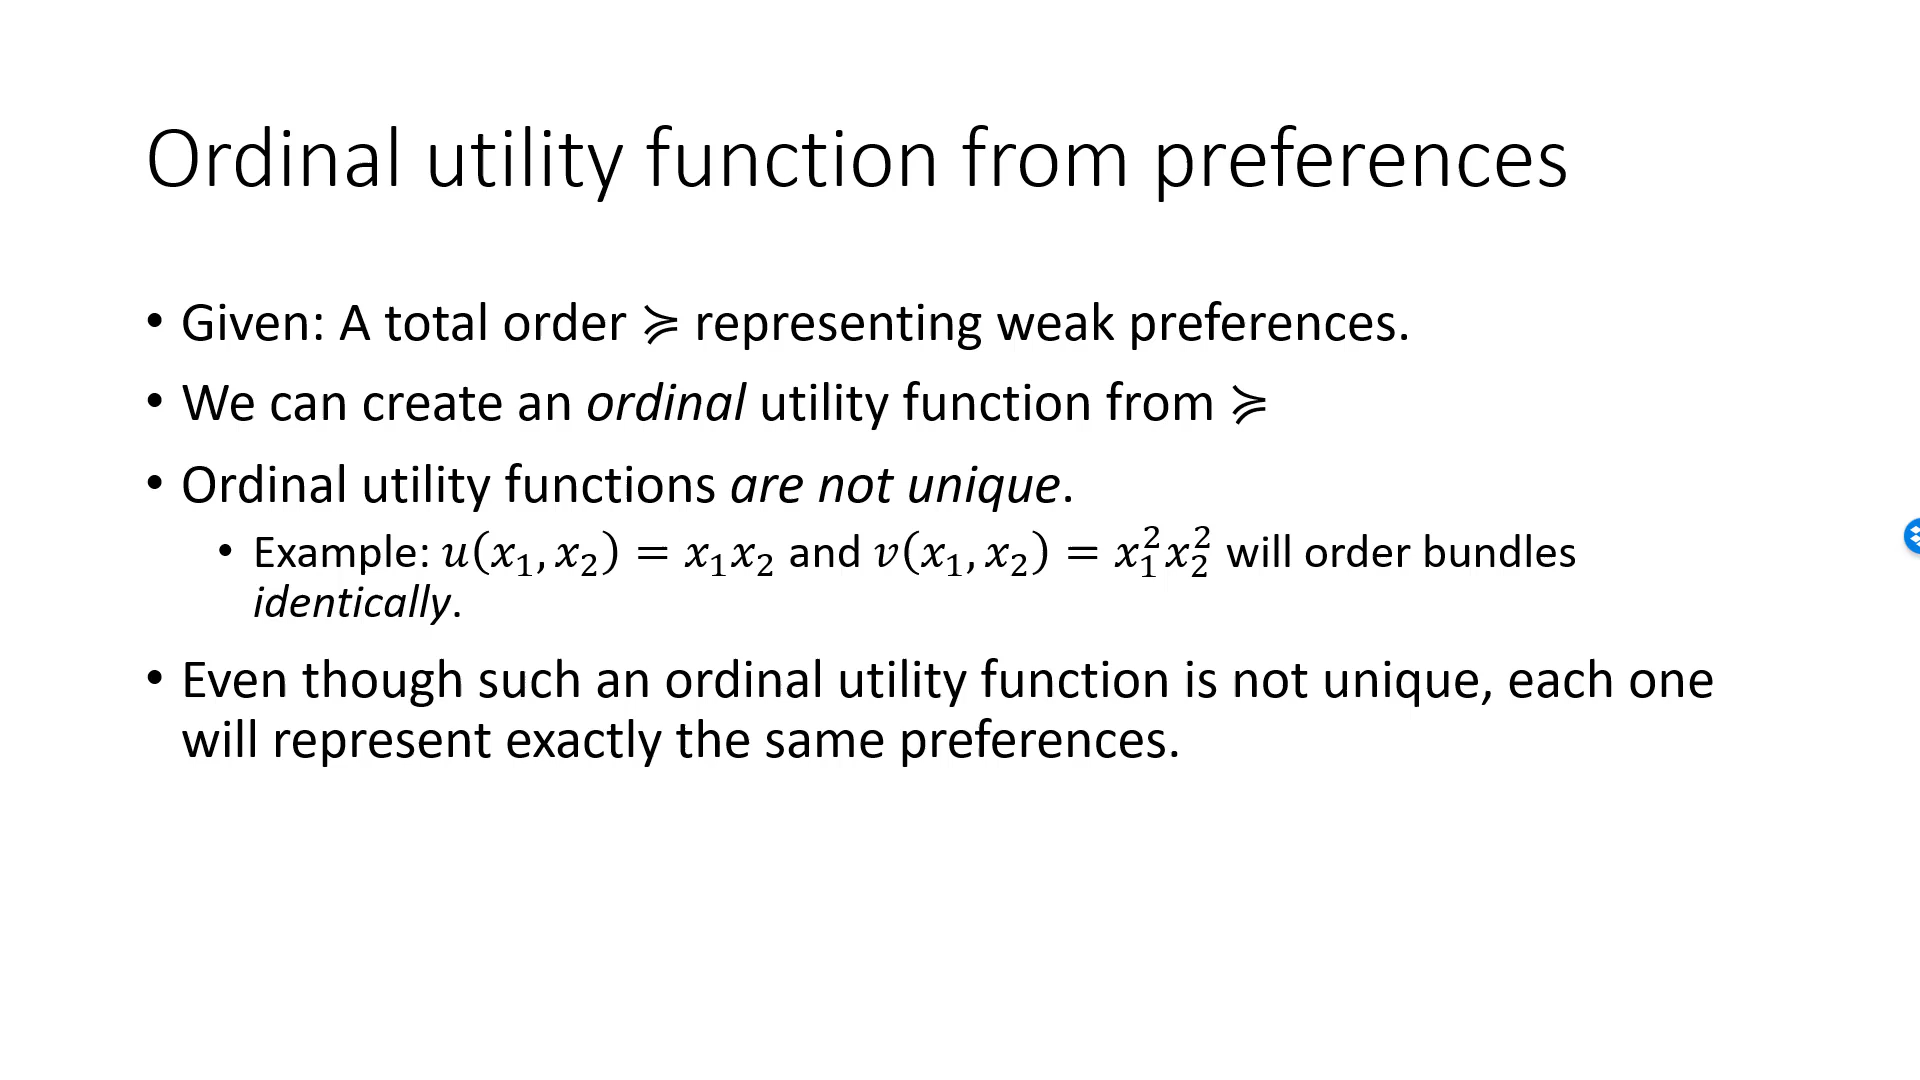 Ordinal utility function from preferences
• Given: A total order ≽ representing weak preferences.
• We can create an ordinal utility function from ≽
• Ordinal utility functions are not unique.
• Example: 𝑢(𝑥₁, 𝑥₂) = 𝑥₁𝑥₂ and 𝑣(𝑥₁, 𝑥₂) = 𝑥₁²𝑥₂² will order bundles
identically.
• Even though such an ordinal utility function is not unique, each one
will represent exactly the same preferences.